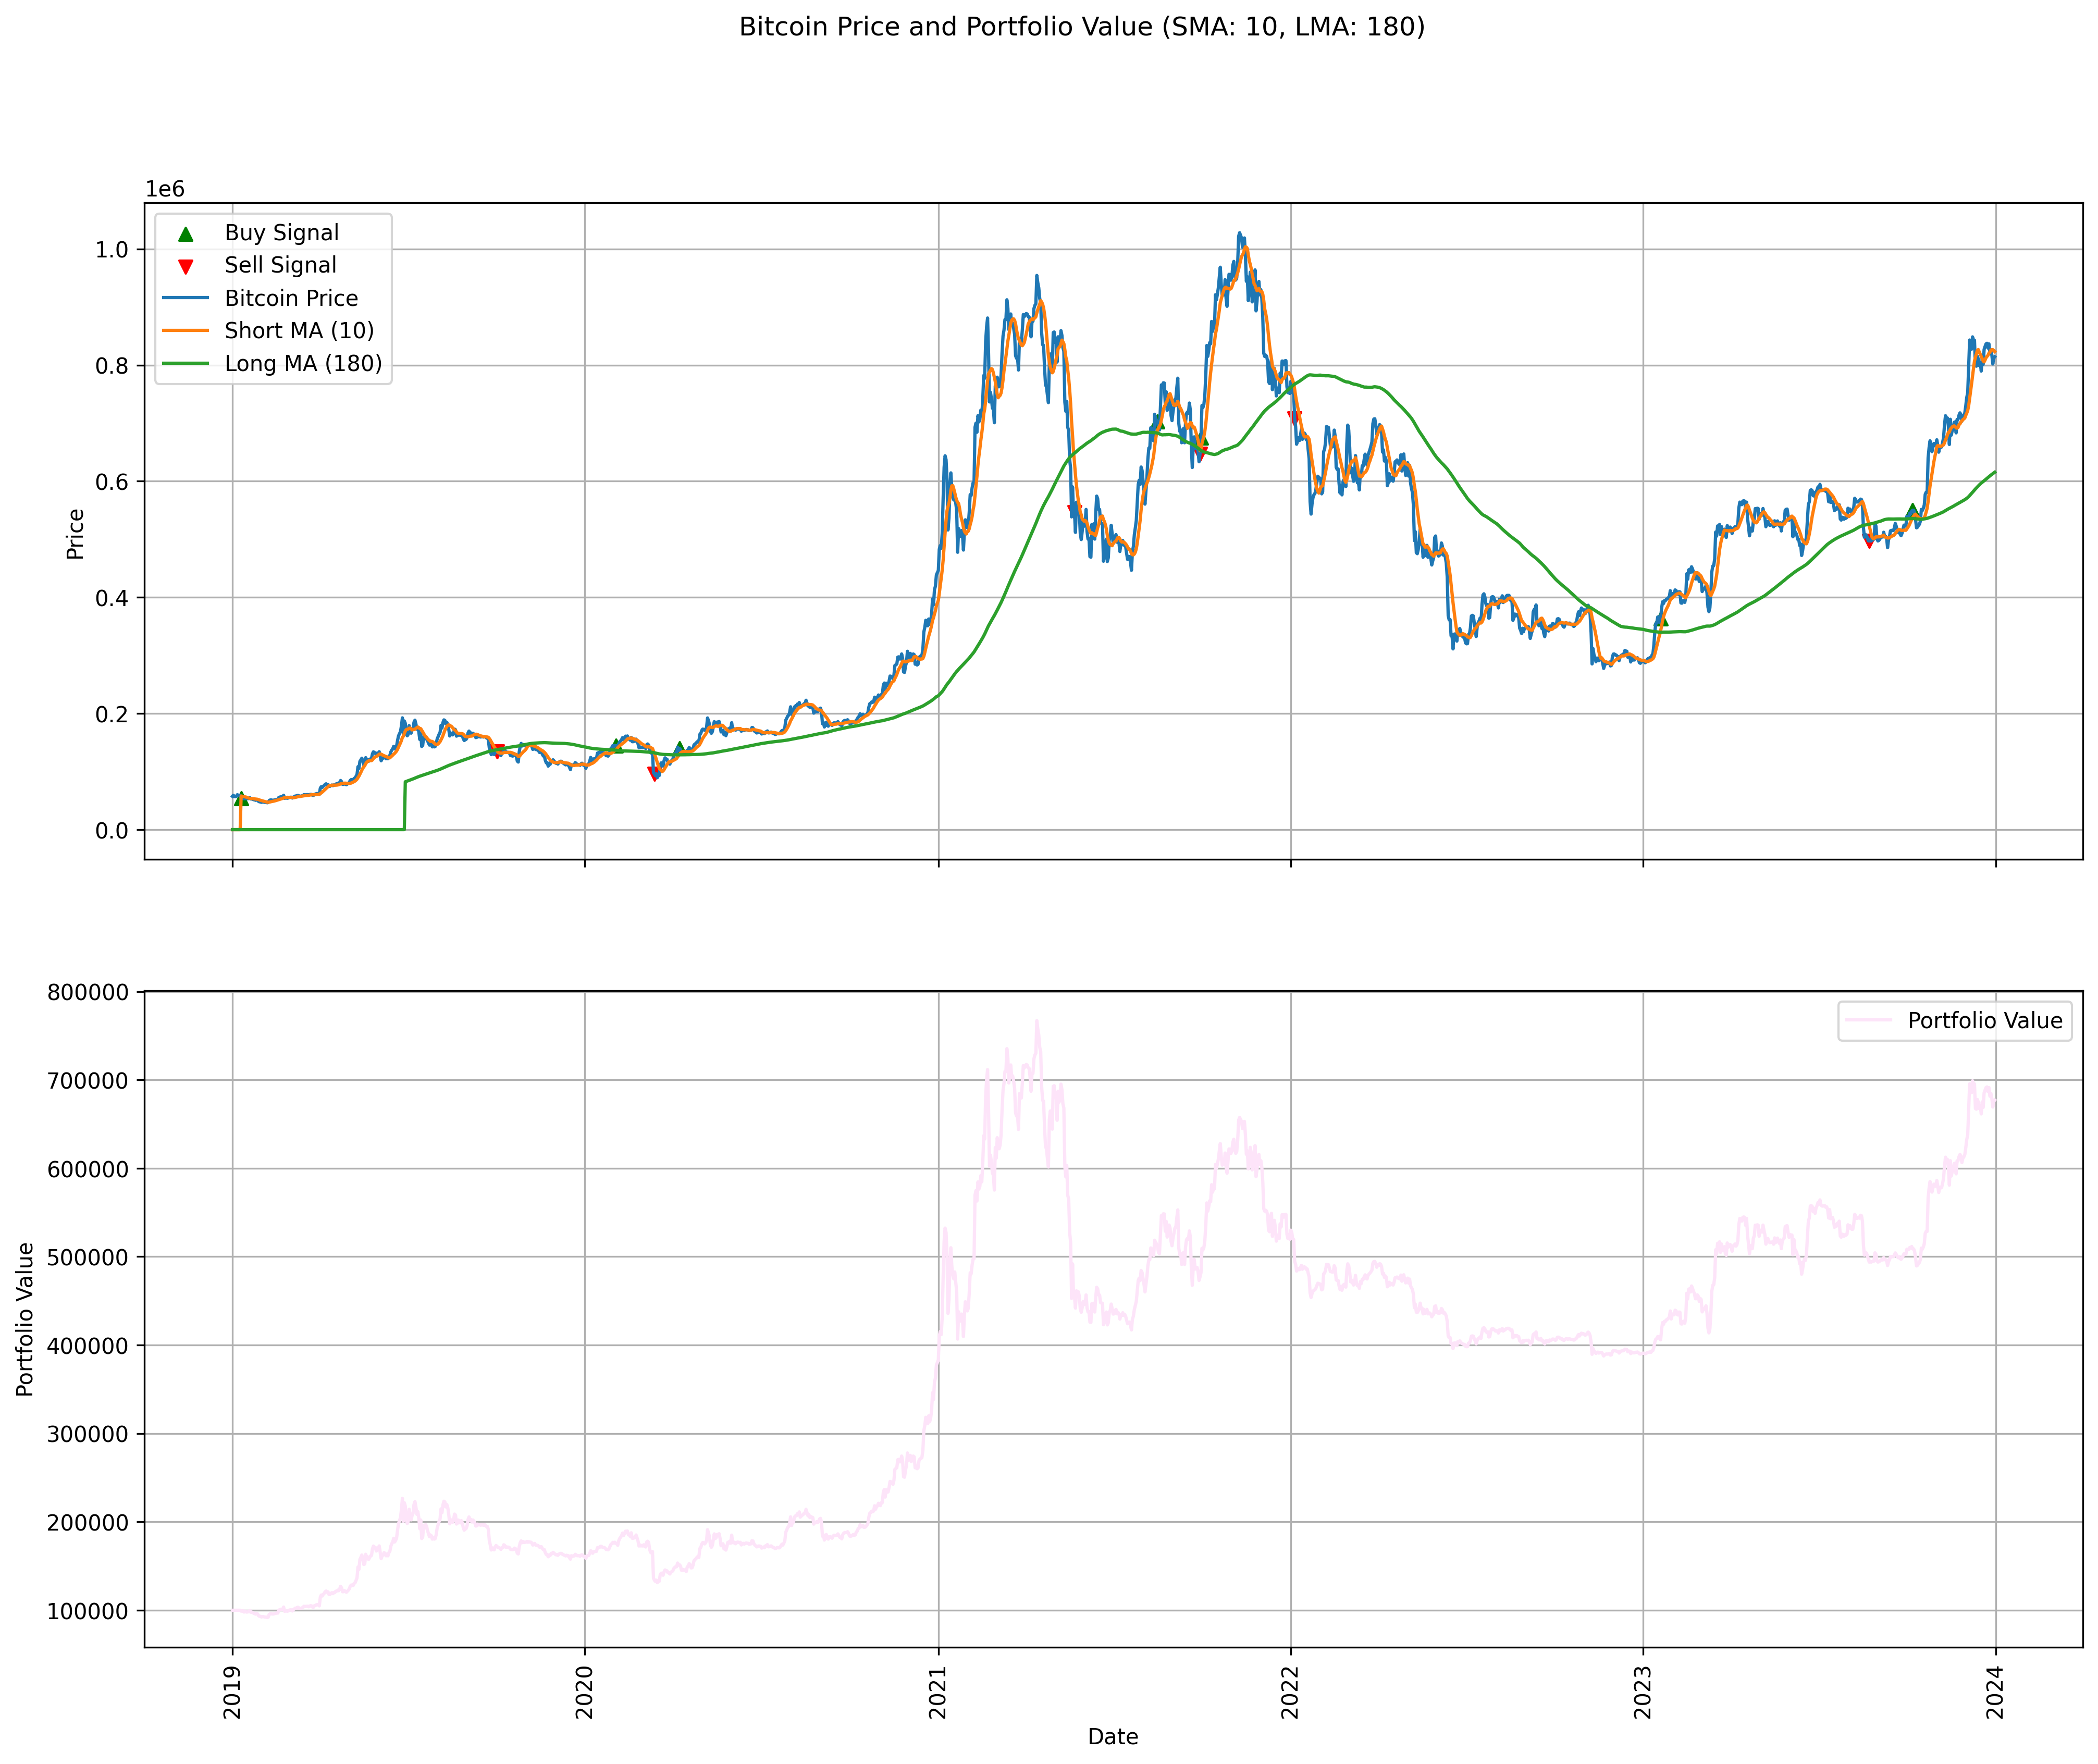 Bitcoin Price and Portfolio Value (SMA: 10, LMA: 180)
1e6
Buy Signal
Sell Signal
Bitcoin Price
Short MA (10)
Long MA (180)
1.0
0.8
0.6
0.4
0.2
0.0
Price
Portfolio Value
800000
700000
600000
500000
400000
300000
200000
100000
Portfolio Value
2019
2020
2021
2022
2023
2024
Date